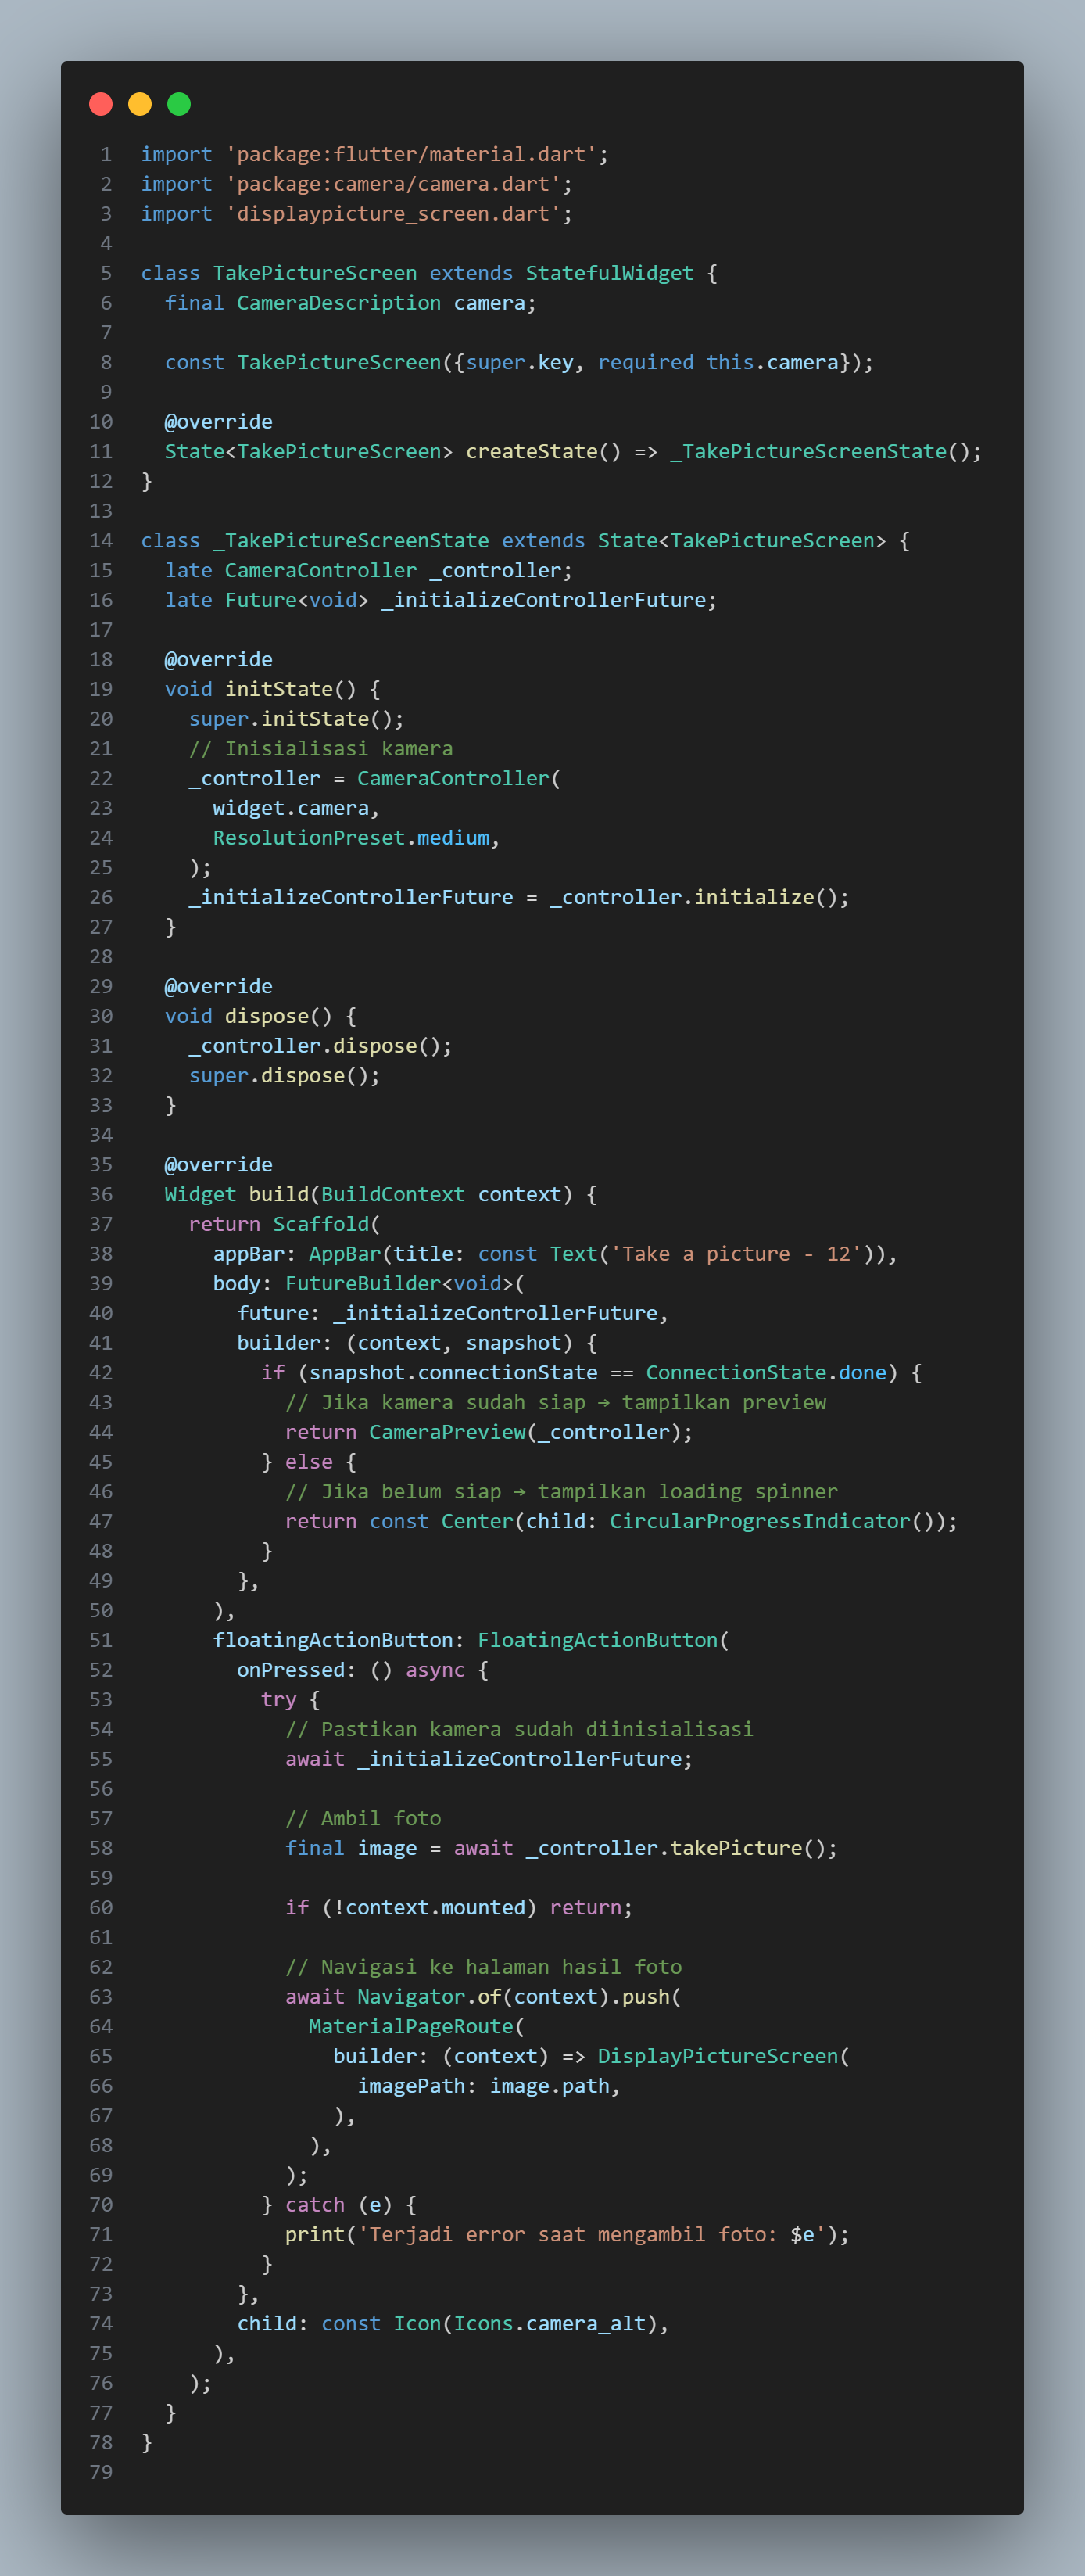 1 import 'package:flutter/material.dart';
2 import 'package:camera/camera.dart';
3 import 'displaypicture_screen.dart';
4
5 class TakePictureScreen extends StatefulWidget {
6   final CameraDescription camera;
7
8   const TakePictureScreen({super.key, required this.camera});
9
10   @override
11   State<TakePictureScreen> createState() => _TakePictureScreenState();
12 }
13
14 class _TakePictureScreenState extends State<TakePictureScreen> {
15   late CameraController _controller;
16   late Future<void> _initializeControllerFuture;
17
18   @override
19   void initState() {
20     super.initState();
21     // Inisialisasi kamera
22     _controller = CameraController(
23       widget.camera,
24       ResolutionPreset.medium,
25     );
26     _initializeControllerFuture = _controller.initialize();
27   }
28
29   @override
30   void dispose() {
31     _controller.dispose();
32     super.dispose();
33   }
34
35   @override
36   Widget build(BuildContext context) {
37     return Scaffold(
38       appBar: AppBar(title: const Text('Take a picture - 12')),
39       body: FutureBuilder<void>(
40         future: _initializeControllerFuture,
41         builder: (context, snapshot) {
42           if (snapshot.connectionState == ConnectionState.done) {
43             // Jika kamera sudah siap → tampilkan preview
44             return CameraPreview(_controller);
45           } else {
46             // Jika belum siap → tampilkan loading spinner
47             return const Center(child: CircularProgressIndicator());
48           }
49         },
50       ),
51       floatingActionButton: FloatingActionButton(
52         onPressed: () async {
53           try {
54             // Pastikan kamera sudah diinisialisasi
55             await _initializeControllerFuture;
56
57             // Ambil foto
58             final image = await _controller.takePicture();
59
60             if (!context.mounted) return;
61
62             // Navigasi ke halaman hasil foto
63             await Navigator.of(context).push(
64               MaterialPageRoute(
65                 builder: (context) => DisplayPictureScreen(
66                   imagePath: image.path,
67                 ),
68               ),
69             );
70           } catch (e) {
71             print('Terjadi error saat mengambil foto: $e');
72           }
73         },
74         child: const Icon(Icons.camera_alt),
75       ),
76     );
77   }
78 }
79